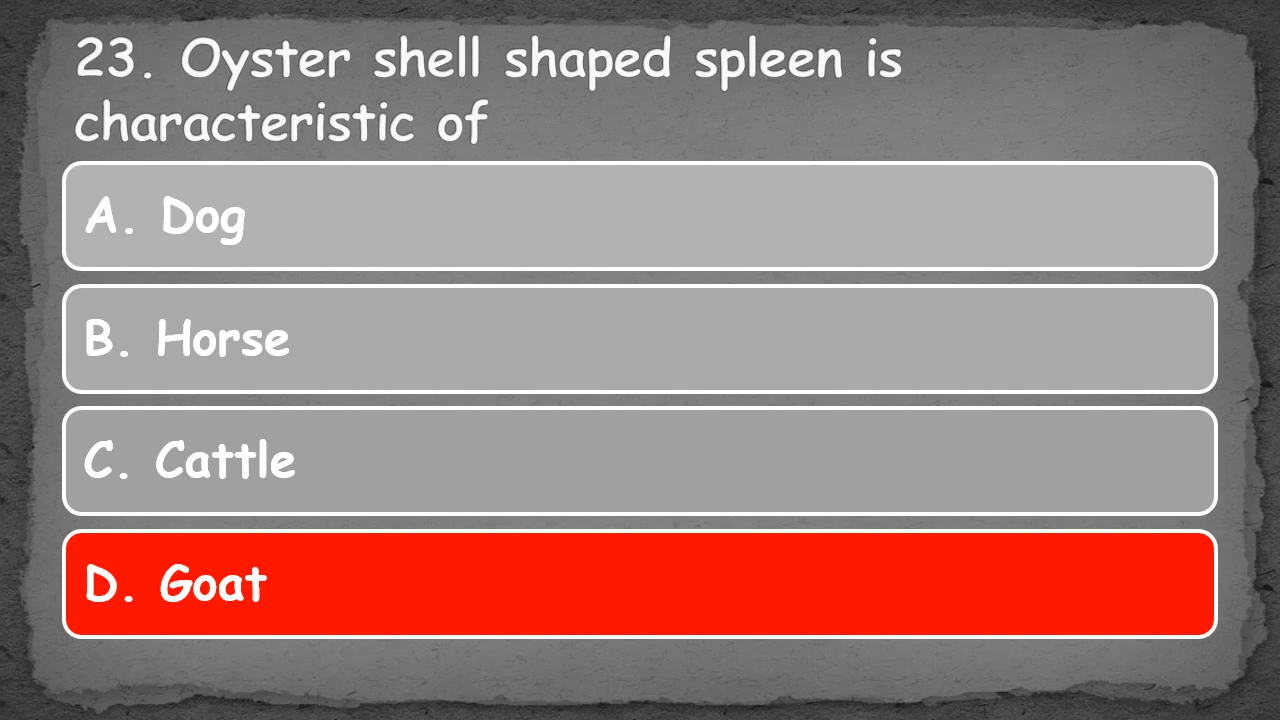 23. Oyster shell shaped spleen is
characteristic of
A. Dog
B. Horse
C. Cattle
D. Goat